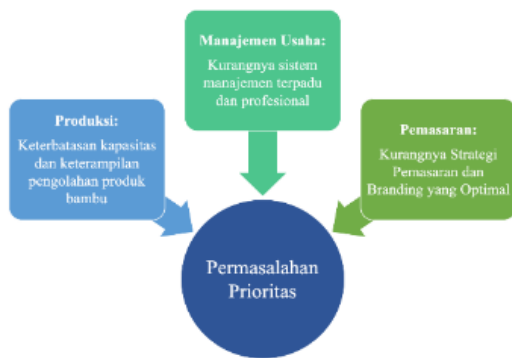 Manajemen Usaha:
Kurangnya sistem
manajemen terpadu
dan profesional
Produksi:
Keterbatasan kapasitas
dan keterampilan
pengolahan produk
bambu
Pemasaran:
Kurangnya Strategi
Pemasaran dan
Branding yang Optimal
Permasalahan
Prioritas